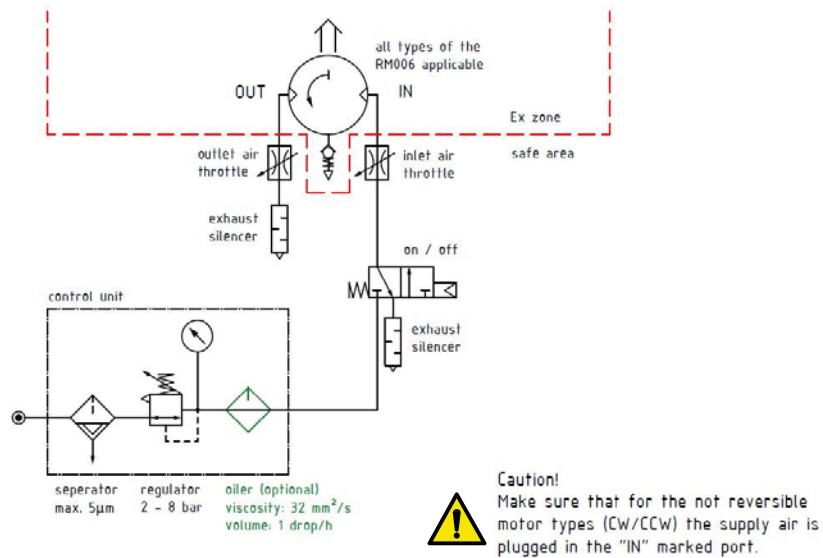 all types of the
RM006 applicable
OUT
IN
Ex zone
safe area
outlet air
throttle
inlet air
throttle
exhaust
silencer
on / off
control unit
exhaust
silencer
seperator
max. 5µm
regulator
2 - 8 bar
oiler (optional)
viscosity: 32 mm²/s
volume: 1 drop/h
Caution!
Make sure that for the not reversible
motor types (CW/CCW) the supply air is
plugged in the "IN" marked port.